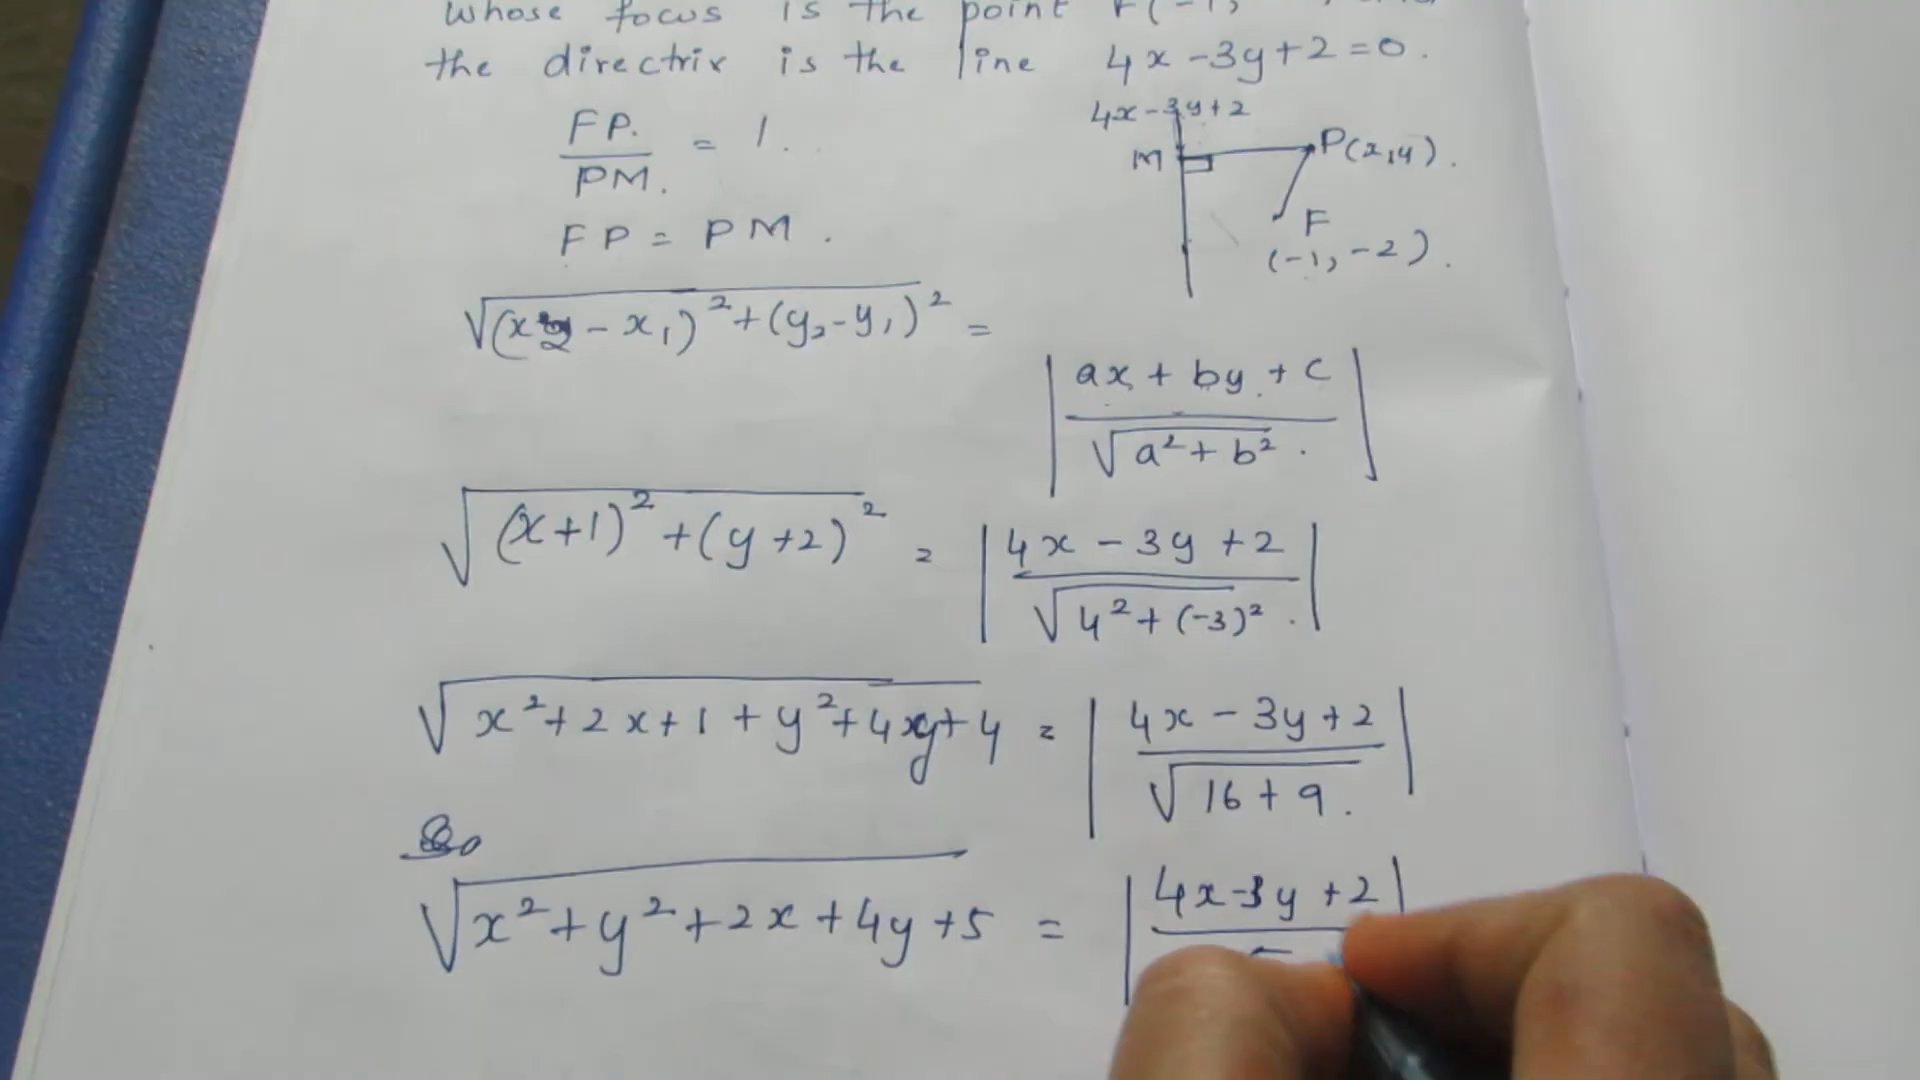 whose focus is the point F(-1,
the directrix is the line 4x-3y+2=0.
FP./PM. = 1.
4x-3y+2
M P(x,y).
F
(-1, -2).
FP = PM.
√(x2 - x1)²+(y2-y1)² =
|ax + by + c/√a²+b².|
√(x+1)²+(y+2)² = |4x-3y+2/√4²+(-3)².|
√x²+2x+1+y²+4y+4 = |4x-3y+2/√16+9.|
√x²+y²+2x+4y+5 = |4x-3y+2|